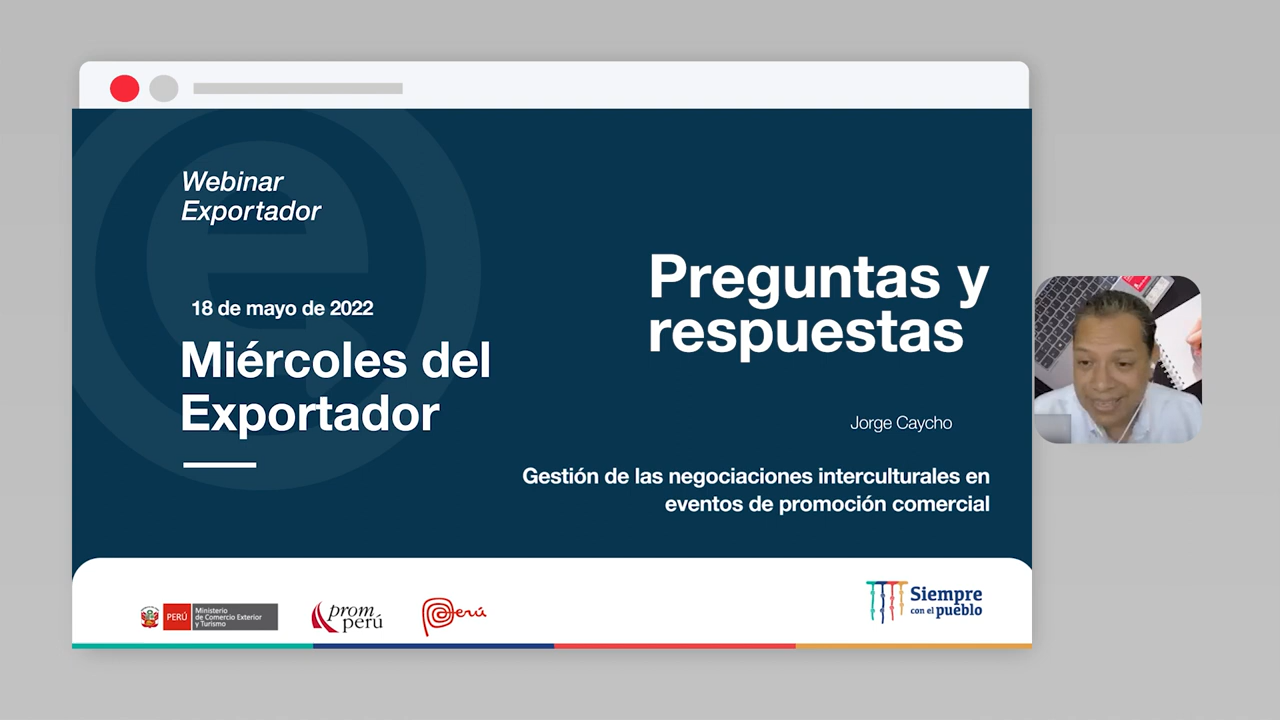 Webinar
Exportador
18 de mayo de 2022
Miércoles del
Exportador
Preguntas y
respuestas
Jorge Caycho
Gestión de las negociaciones interculturales en
eventos de promoción comercial
PERÚ
Ministerio
de Comercio Exterior
y Turismo
prom
perú
Perú
Siempre
con el pueblo